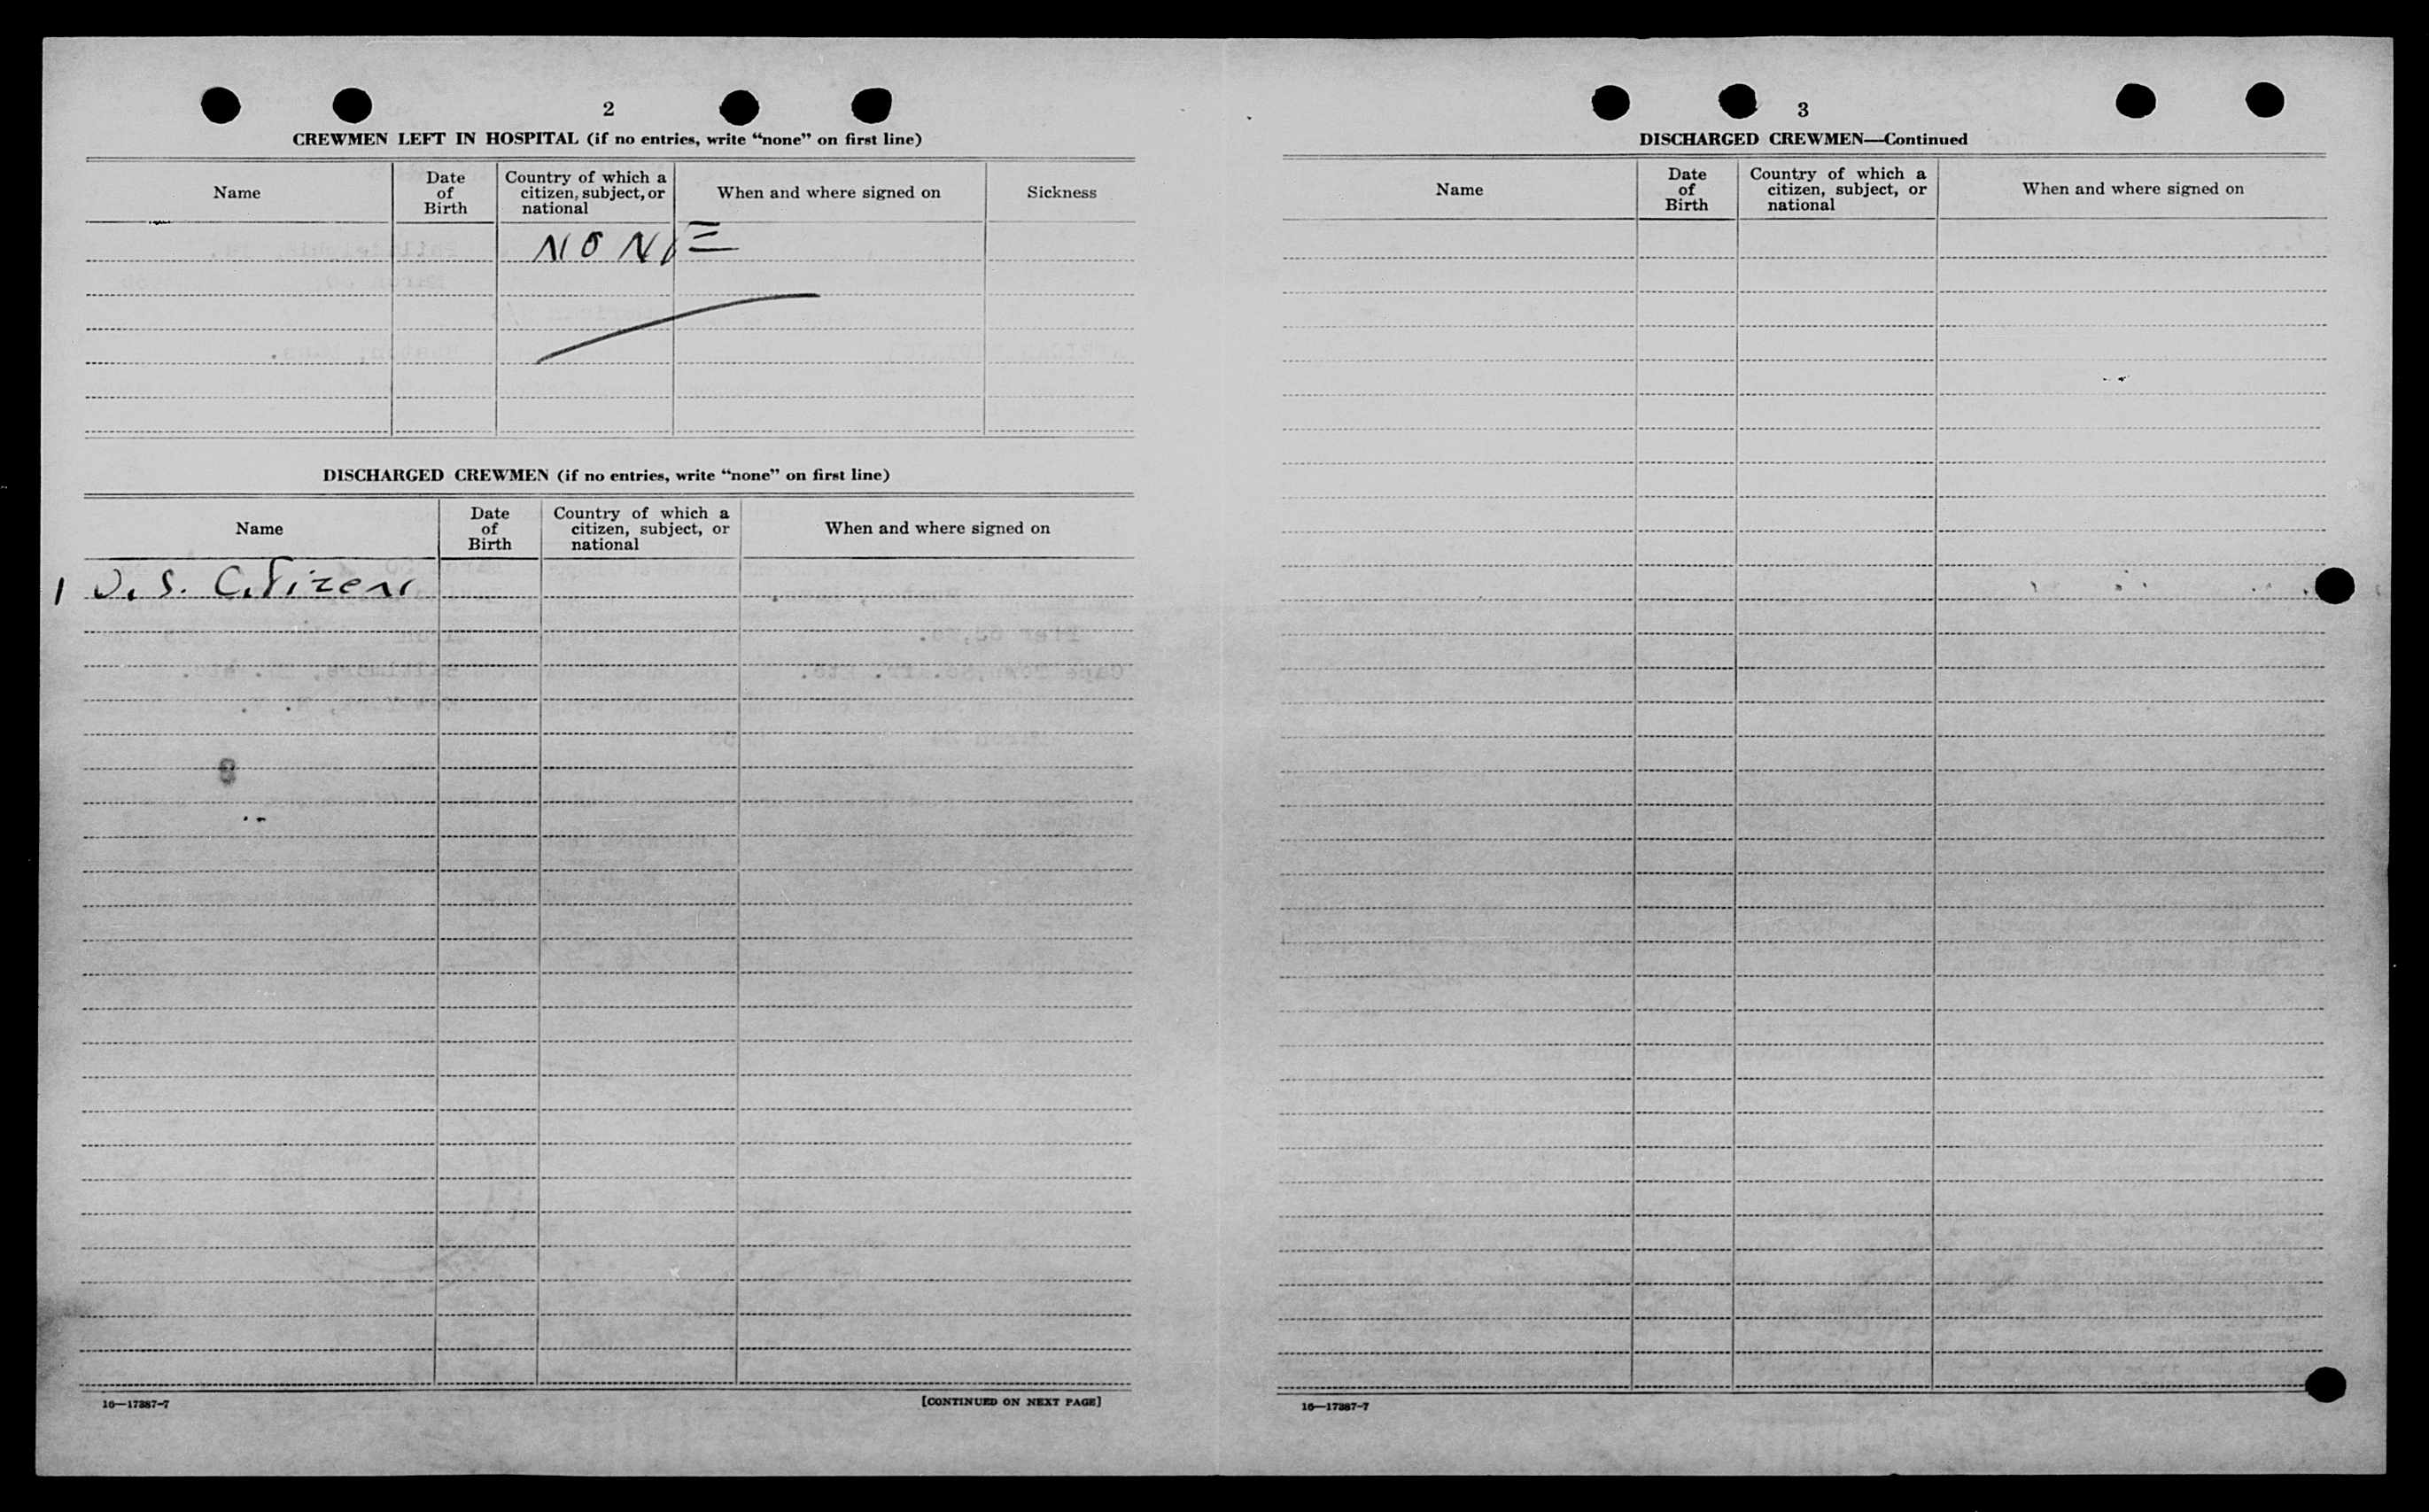 2
CREWMEN LEFT IN HOSPITAL (if no entries, write “none” on first line)
Name
Date of Birth
Country of which a citizen, subject, or national
When and where signed on
Sickness
NONE
DISCHARGED CREWMEN (if no entries, write “none” on first line)
Name
Date of Birth
Country of which a citizen, subject, or national
When and where signed on
1 U.S. Citizen
16—17387-7
[CONTINUED ON NEXT PAGE]
3
DISCHARGED CREWMEN—Continued
Name
Date of Birth
Country of which a citizen, subject, or national
When and where signed on
16—17387-7